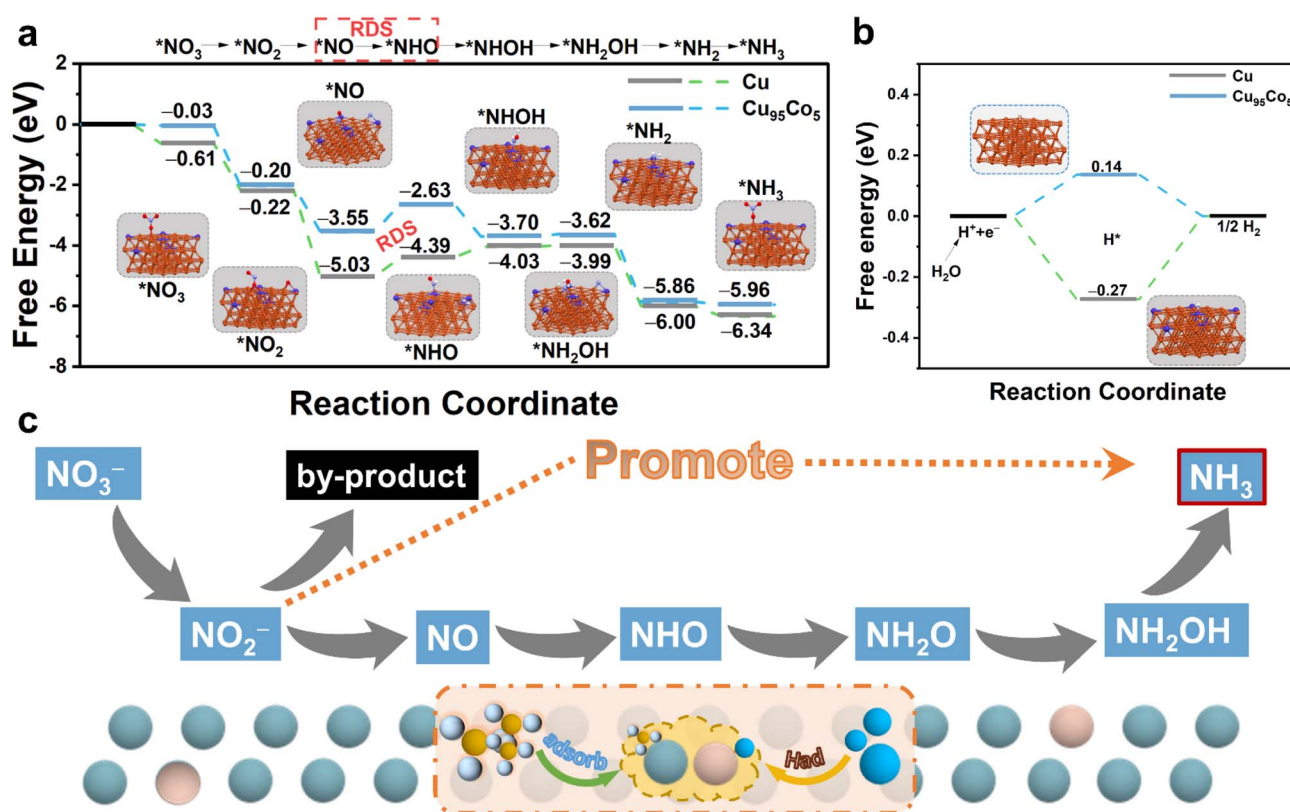 a
RDS
*NO₃ → *NO₂ → *NO → *NHO → *NHOH → *NH₂OH → *NH₂ → *NH₃
Free Energy (eV)
2
0
−2
−4
−6
-8
Cu
Cu₉₅Co₅
−0.03
−0.61
−0.20
−0.22
−3.55
−5.03
RDS
−2.63
−4.39
−3.70
−4.03
−3.62
−3.99
−5.86
−6.00
−5.96
−6.34
*NO₃
*NO₂
*NO
*NHO
*NHOH
*NH₂OH
*NH₂
*NH₃
Reaction Coordinate
b
Free energy (eV)
0.4
0.2
0.0
-0.2
-0.4
Cu
Cu₉₅Co₅
0.14
H⁺+e⁻
H₂O
H*
1/2 H₂
−0.27
Reaction Coordinate
c
NO₃⁻
by-product
Promote
NH₃
NO₂⁻
NO
NHO
NH₂O
NH₂OH
adsorb
Had